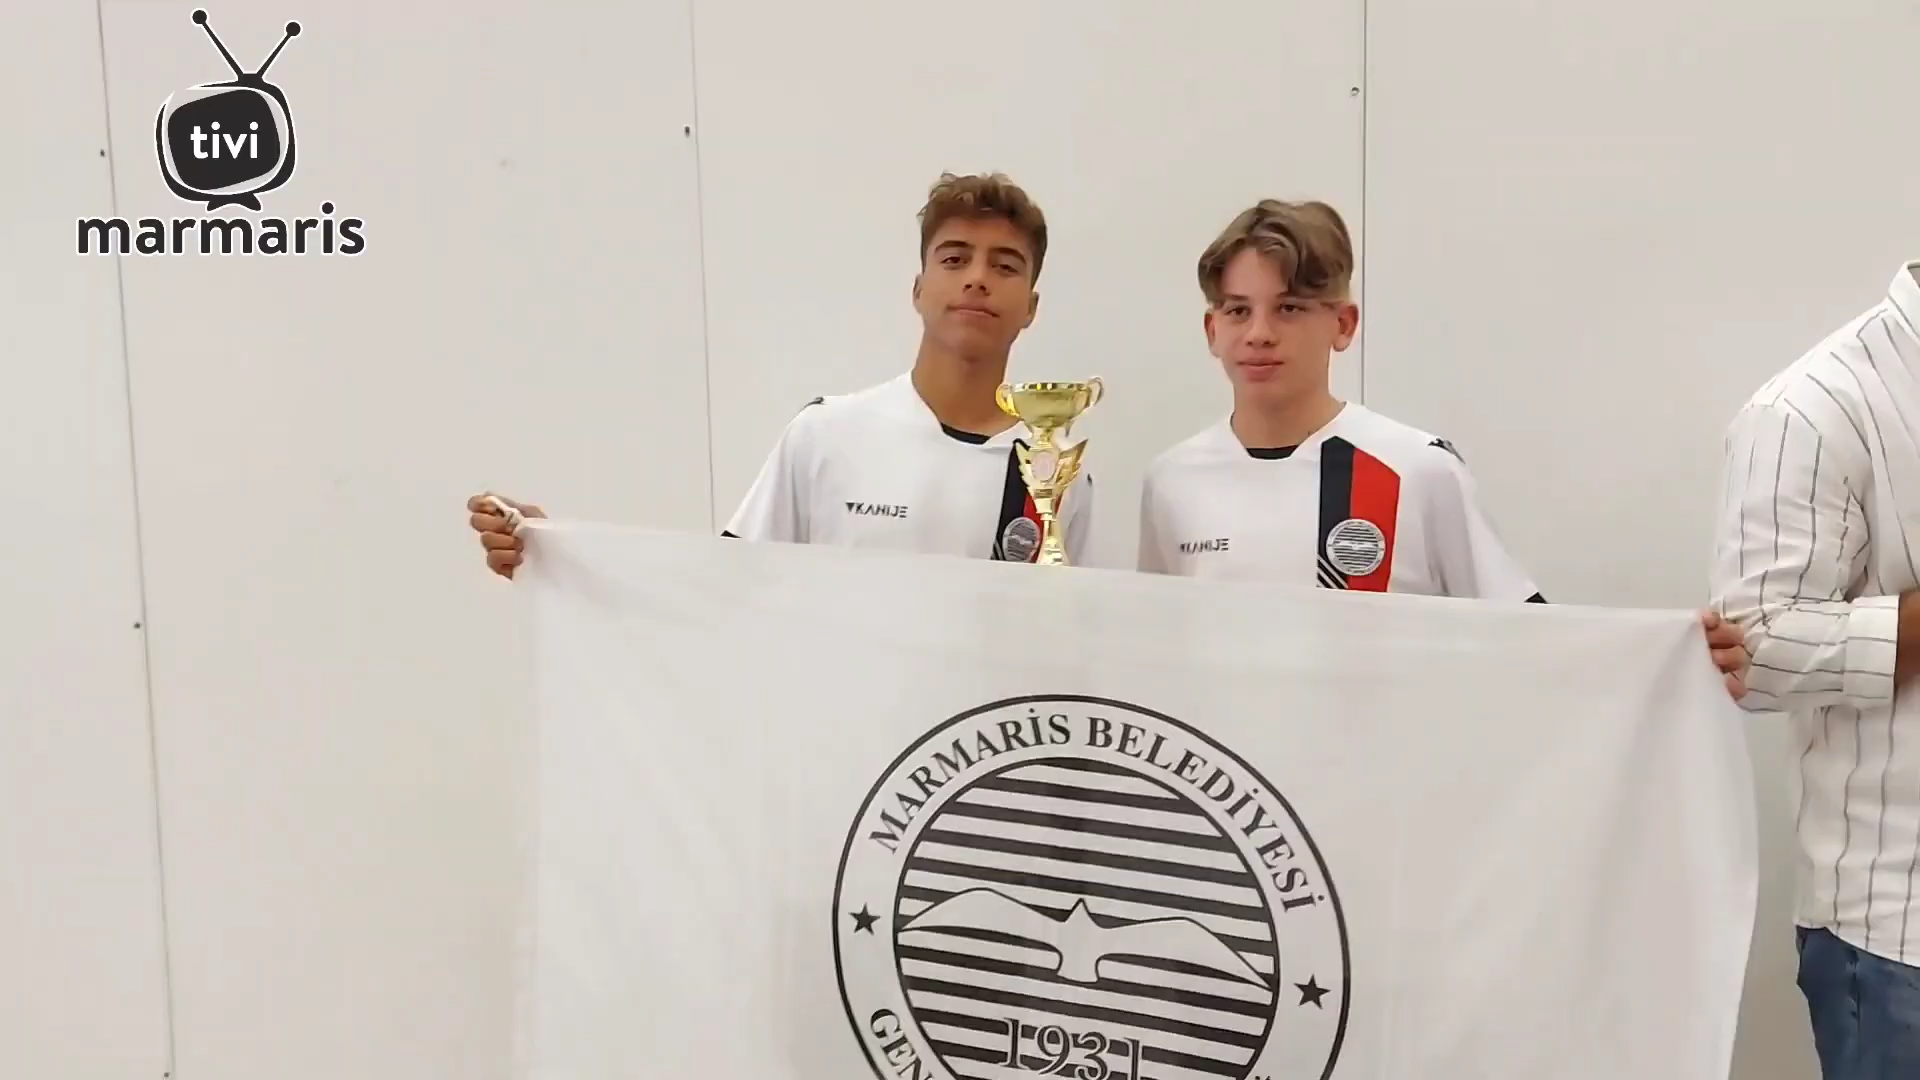 tivi
marmaris
KANIJE
KANIJE
MARMARİS BELEDİYESİ
1931